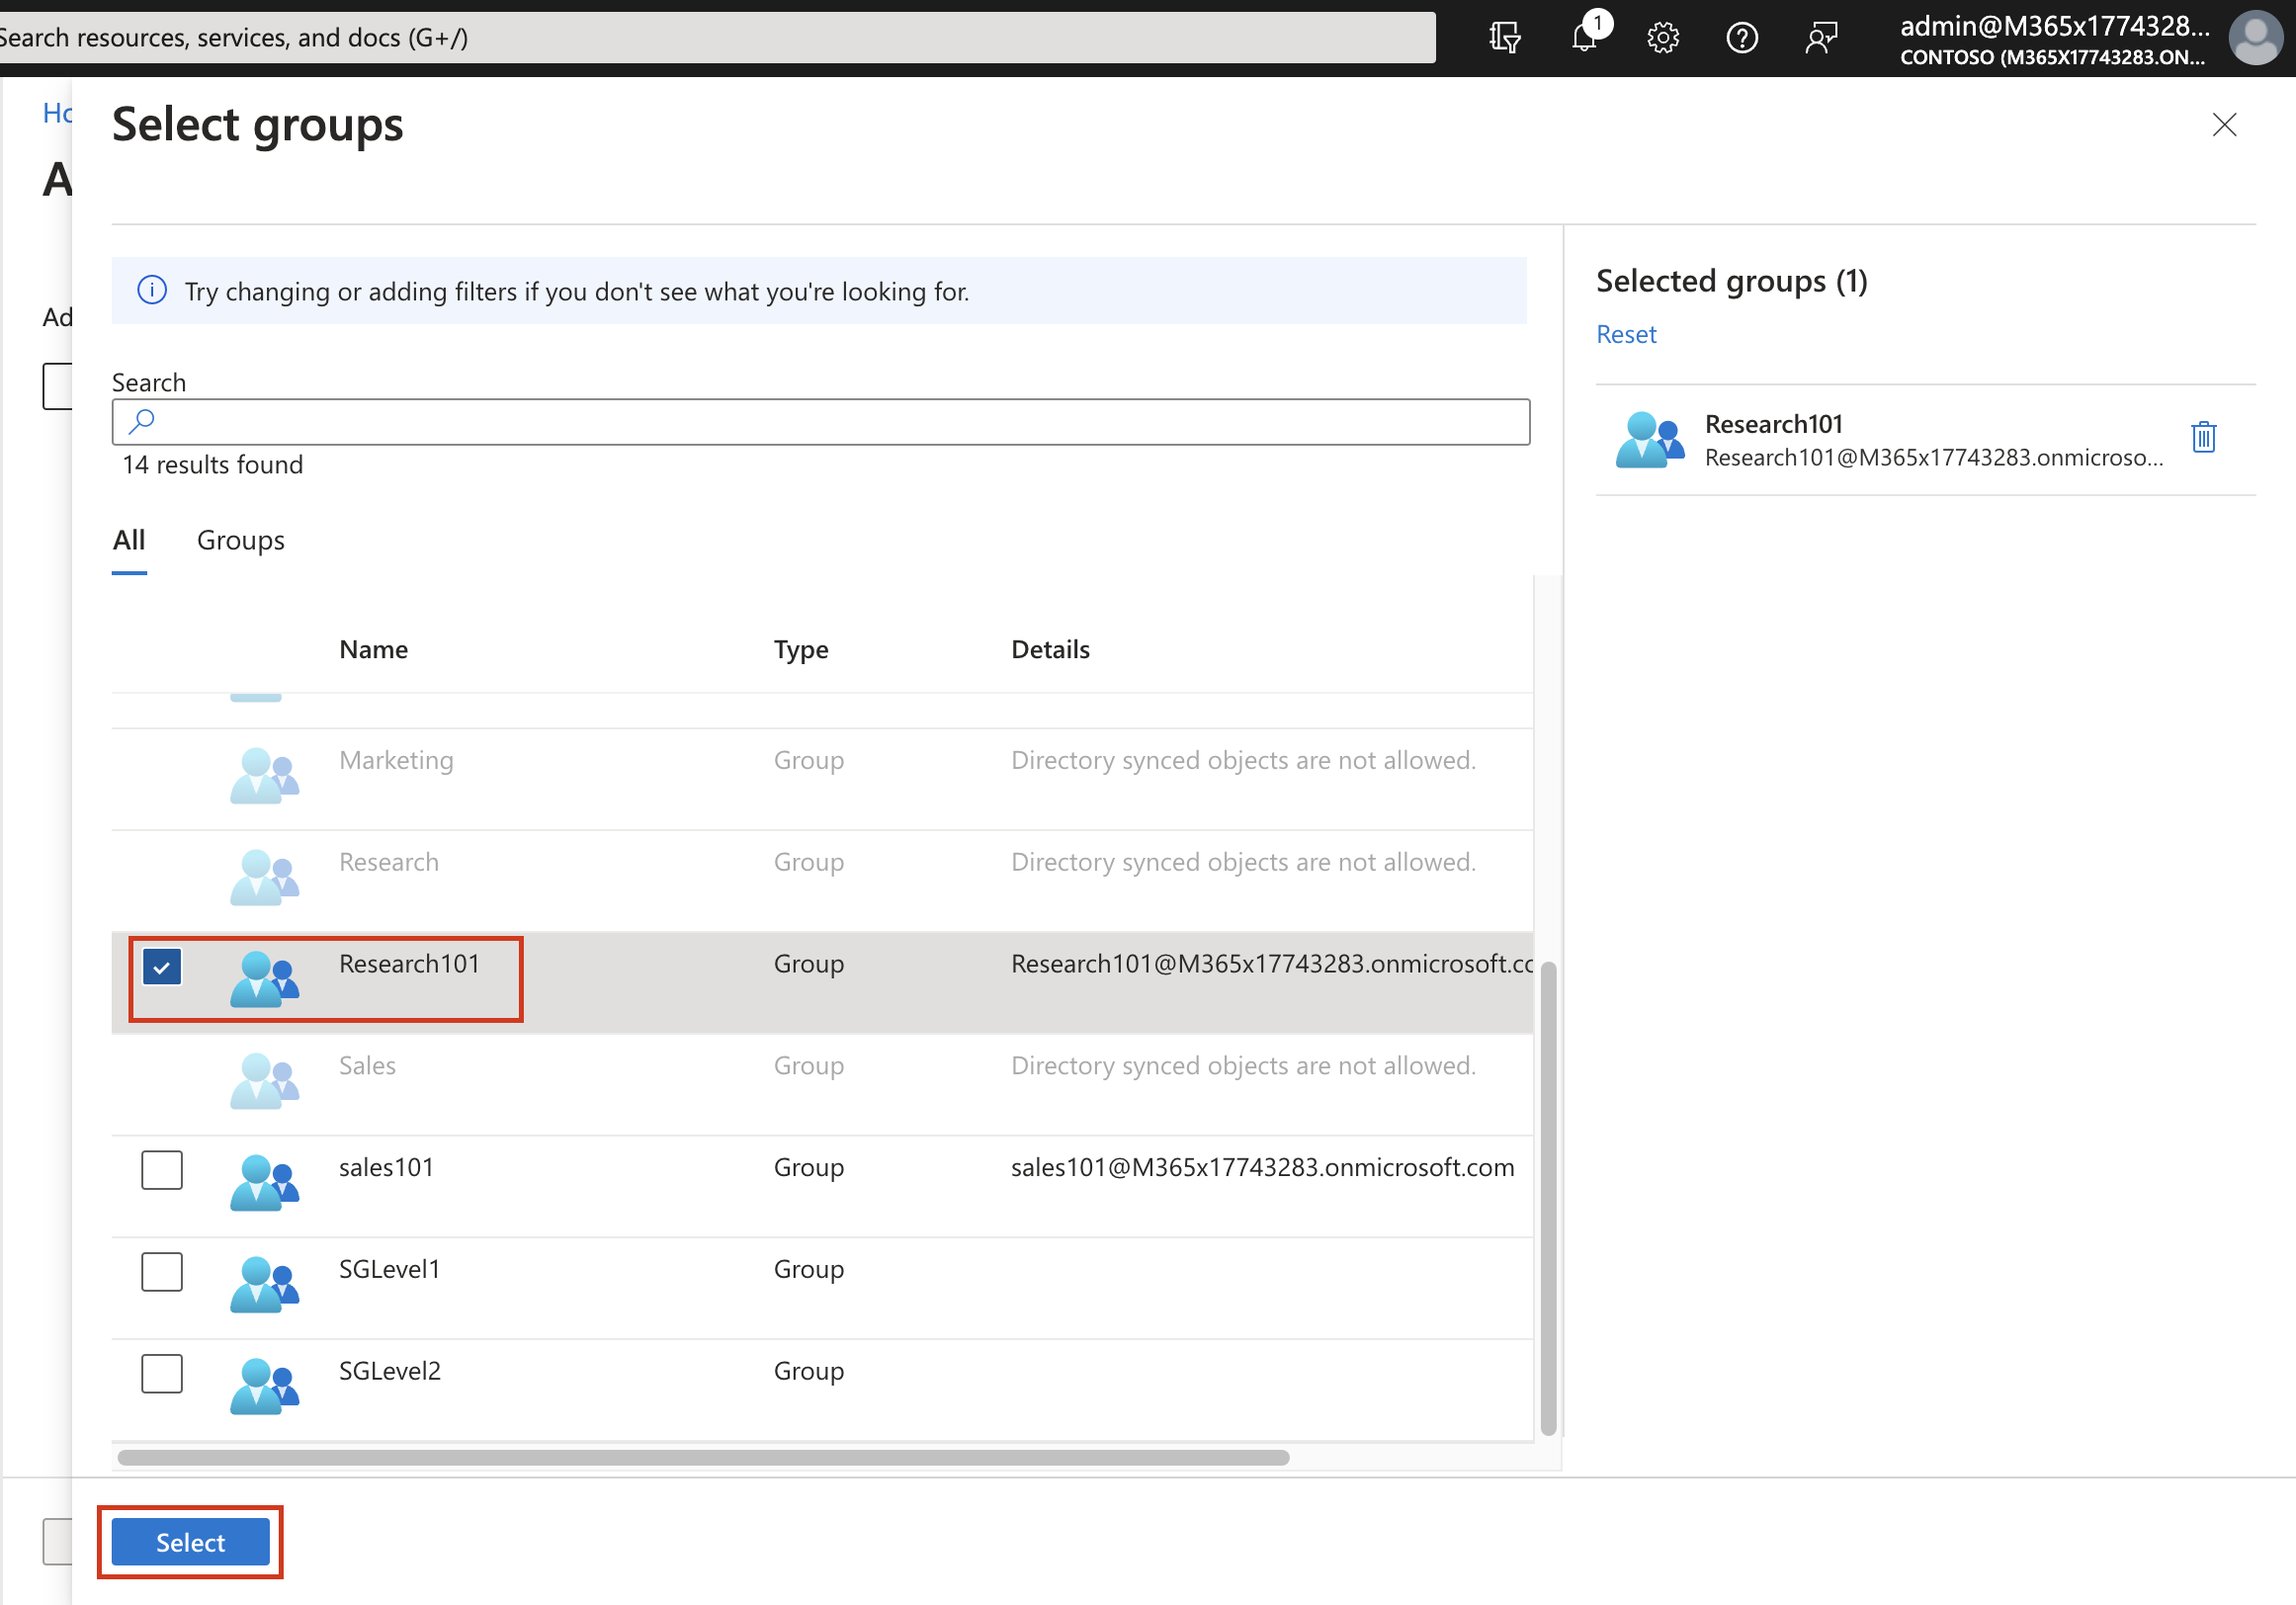 Search resources, services, and docs (G+/)
1
admin@M365x1774328...
CONTOSO (M365X17743283.ON...
Ho
Select groups
A
Try changing or adding filters if you don't see what you're looking for.
Selected groups (1)
Ad
Reset
Search
Research101
Research101@M365x17743283.onmicroso...
14 results found
All Groups
Name Type Details
Marketing Group Directory synced objects are not allowed.
Research Group Directory synced objects are not allowed.
Research101 Group Research101@M365x17743283.onmicrosoft.co
Sales Group Directory synced objects are not allowed.
sales101 Group sales101@M365x17743283.onmicrosoft.com
SGLevel1 Group
SGLevel2 Group
Select